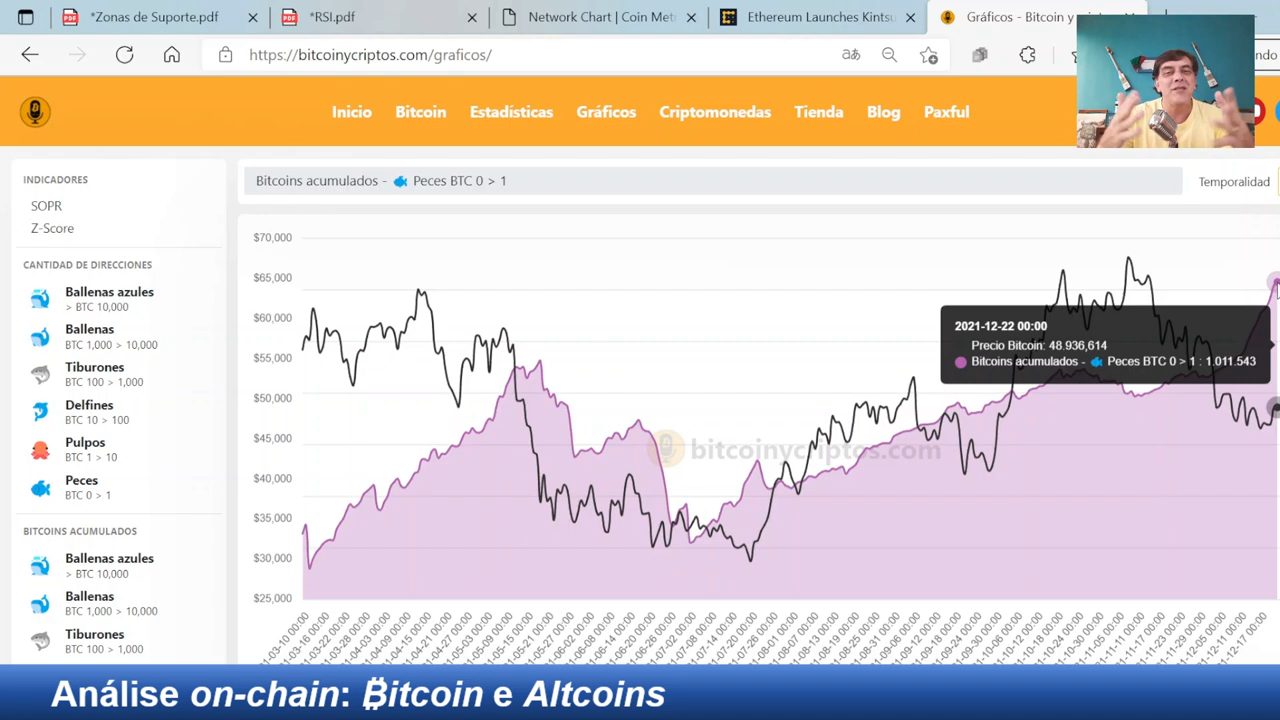 *Zonas de Suporte.pdf
*RSI.pdf
Network Chart | Coin Met
Ethereum Launches Kintsu
Gráficos - Bitcoin y
https://bitcoinycriptos.com/graficos/
Inicio
Bitcoin
Estadísticas
Gráficos
Criptomonedas
Tienda
Blog
Paxful
INDICADORES
SOPR
Z-Score
CANTIDAD DE DIRECCIONES
Ballenas azules
> BTC 10,000
Ballenas
BTC 1,000 > 10,000
Tiburones
BTC 100 > 1,000
Delfines
BTC 10 > 100
Pulpos
BTC 1 > 10
Peces
BTC 0 > 1
BITCOINS ACUMULADOS
Ballenas azules
> BTC 10,000
Ballenas
BTC 1,000 > 10,000
Tiburones
BTC 100 > 1,000
Bitcoins acumulados - Peces BTC 0 > 1
Temporalidad
$70,000
$65,000
$60,000
$55,000
$50,000
$45,000
$40,000
$35,000
$30,000
$25,000
2021-12-22 00:00
Precio Bitcoin: 48.936,614
Bitcoins acumulados - Peces BTC 0 > 1 : 1.011.543
bitcoinycriptos.com
Análise on-chain: ₿itcoin e Altcoins